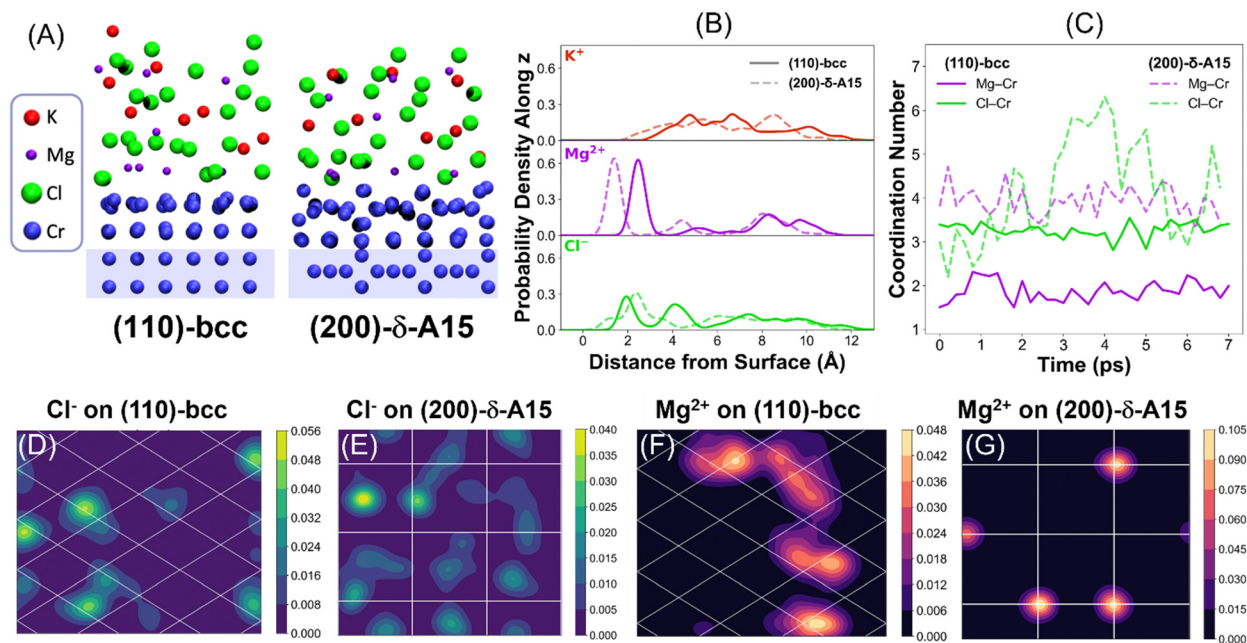 (A)
K
Mg
Cl
Cr
(110)-bcc
(200)-δ-A15
(B)
Probability Density Along z
K+
(110)-bcc
(200)-δ-A15
0.6
0.3
0.0
Mg2+
0.6
0.3
0.0
Cl−
0.6
0.3
0.0
0 2 4 6 8 10 12
Distance from Surface (Å)
(C)
Coordination Number
(110)-bcc
Mg–Cr
Cl–Cr
(200)-δ-A15
Mg–Cr
Cl–Cr
7
6
5
4
3
2
1
0 1 2 3 4 5 6 7
Time (ps)
Cl- on (110)-bcc
(D)
0.056
0.048
0.040
0.032
0.024
0.016
0.008
0.000
Cl- on (200)-δ-A15
(E)
0.040
0.035
0.030
0.025
0.020
0.015
0.010
0.005
0.000
Mg2+ on (110)-bcc
(F)
0.048
0.042
0.036
0.030
0.024
0.018
0.012
0.006
0.000
Mg2+ on (200)-δ-A15
(G)
0.105
0.090
0.075
0.060
0.045
0.030
0.015
0.000